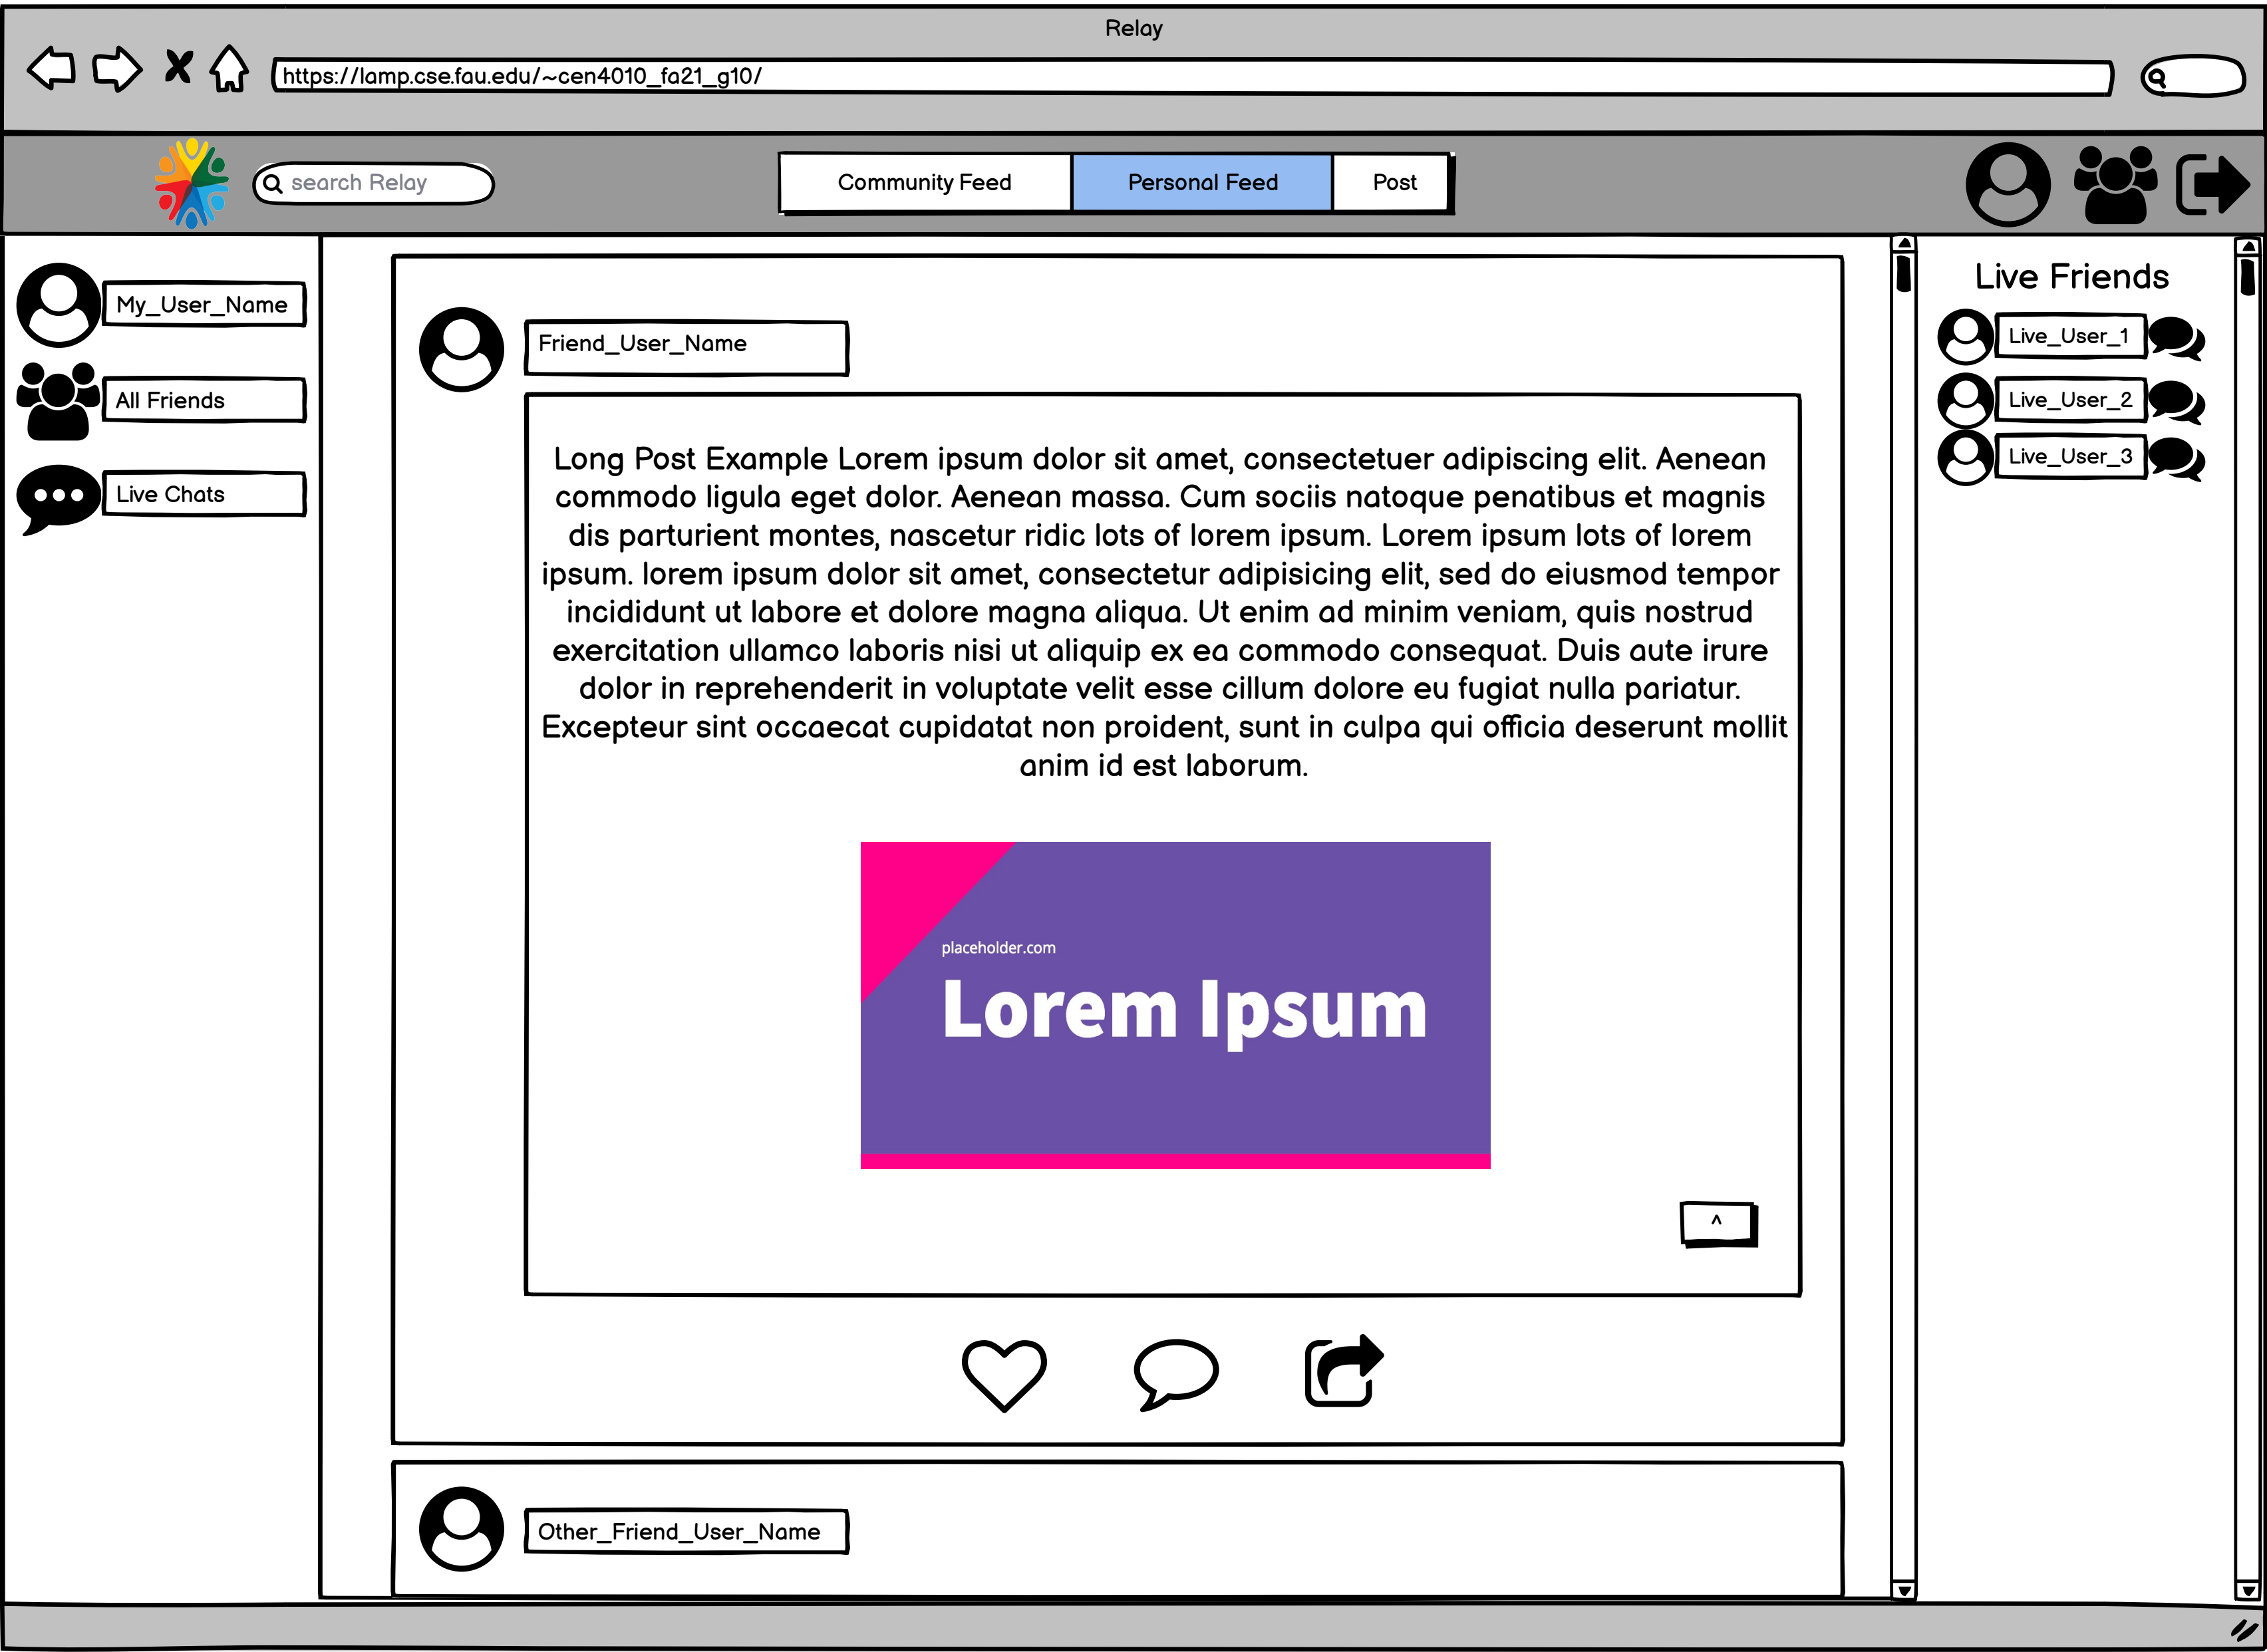 Relay
https://lamp.cse.fau.edu/~cen4010_fa21_g10/
search Relay
Community Feed
Personal Feed
Post
My_User_Name
All Friends
Live Chats
Friend_User_Name
Long Post Example Lorem ipsum dolor sit amet, consectetuer adipiscing elit. Aenean
commodo ligula eget dolor. Aenean massa. Cum sociis natoque penatibus et magnis
dis parturient montes, nascetur ridic lots of lorem ipsum. Lorem ipsum lots of lorem
ipsum. lorem ipsum dolor sit amet, consectetur adipisicing elit, sed do eiusmod tempor
incididunt ut labore et dolore magna aliqua. Ut enim ad minim veniam, quis nostrud
exercitation ullamco laboris nisi ut aliquip ex ea commodo consequat. Duis aute irure
dolor in reprehenderit in voluptate velit esse cillum dolore eu fugiat nulla pariatur.
Excepteur sint occaecat cupidatat non proident, sunt in culpa qui officia deserunt mollit
anim id est laborum.
placeholder.com
Lorem Ipsum
^
Other_Friend_User_Name
Live Friends
Live_User_1
Live_User_2
Live_User_3